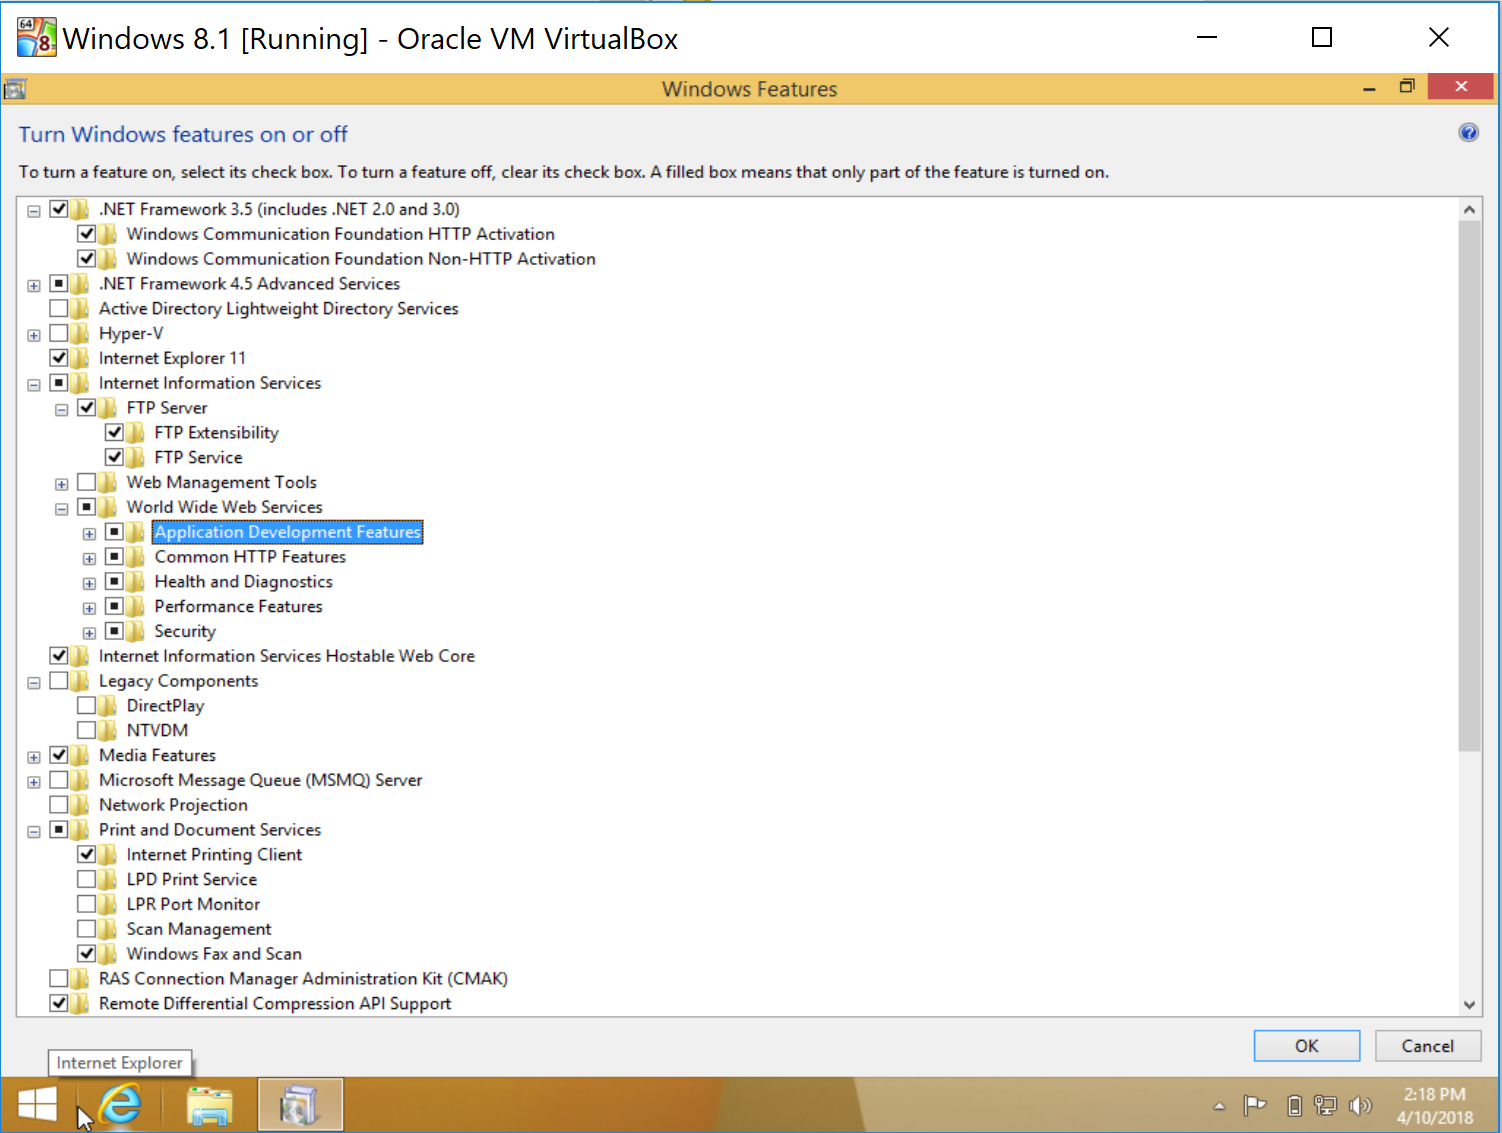 64
8
Windows 8.1 [Running] - Oracle VM VirtualBox
Windows Features
Turn Windows features on or off
To turn a feature on, select its check box. To turn a feature off, clear its check box. A filled box means that only part of the feature is turned on.
.NET Framework 3.5 (includes .NET 2.0 and 3.0)
Windows Communication Foundation HTTP Activation
Windows Communication Foundation Non-HTTP Activation
.NET Framework 4.5 Advanced Services
Active Directory Lightweight Directory Services
Hyper-V
Internet Explorer 11
Internet Information Services
FTP Server
FTP Extensibility
FTP Service
Web Management Tools
World Wide Web Services
Application Development Features
Common HTTP Features
Health and Diagnostics
Performance Features
Security
Internet Information Services Hostable Web Core
Legacy Components
DirectPlay
NTVDM
Media Features
Microsoft Message Queue (MSMQ) Server
Network Projection
Print and Document Services
Internet Printing Client
LPD Print Service
LPR Port Monitor
Scan Management
Windows Fax and Scan
RAS Connection Manager Administration Kit (CMAK)
Remote Differential Compression API Support
OK
Cancel
Internet Explorer
2:18 PM
4/10/2018